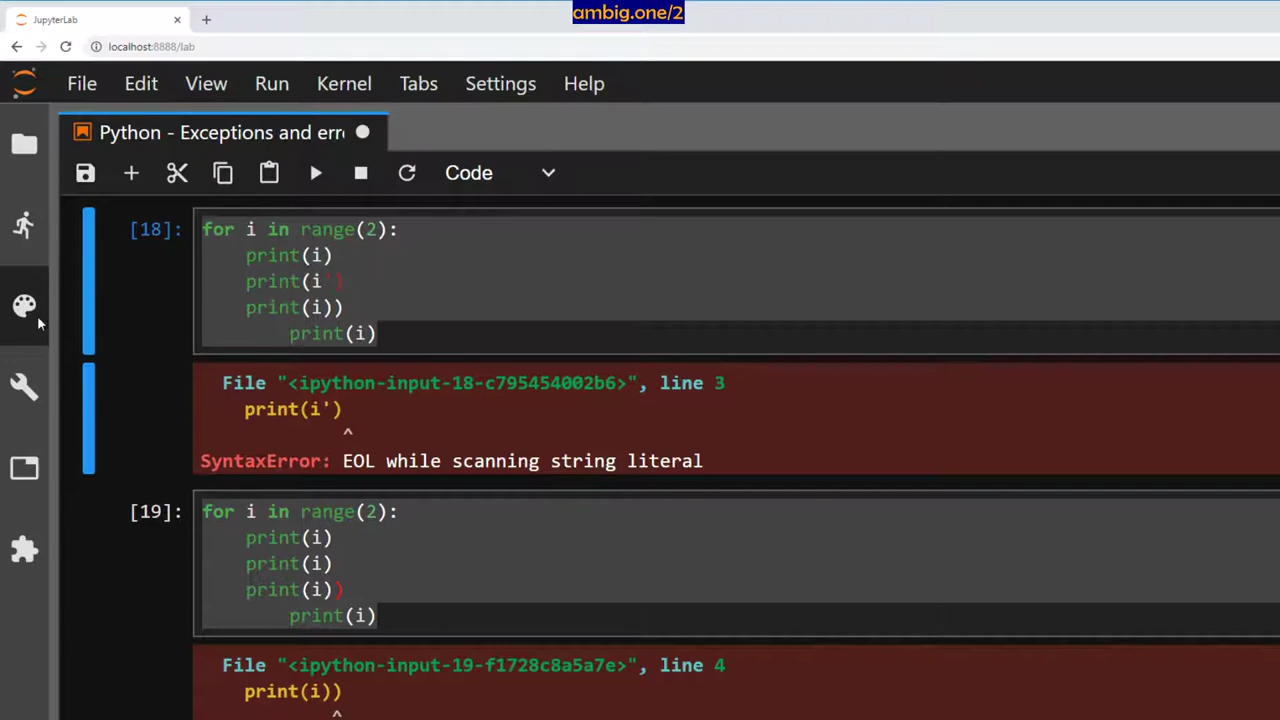 ambig.one/2
JupyterLab
localhost:8888/lab
File Edit View Run Kernel Tabs Settings Help
Python - Exceptions and erro
Code
[18]: for i in range(2):
print(i)
print(i')
print(i))
print(i)
File "<ipython-input-18-c795454002b6>", line 3
print(i')
^
SyntaxError: EOL while scanning string literal
[19]: for i in range(2):
print(i)
print(i)
print(i))
print(i)
File "<ipython-input-19-f1728c8a5a7e>", line 4
print(i))
^